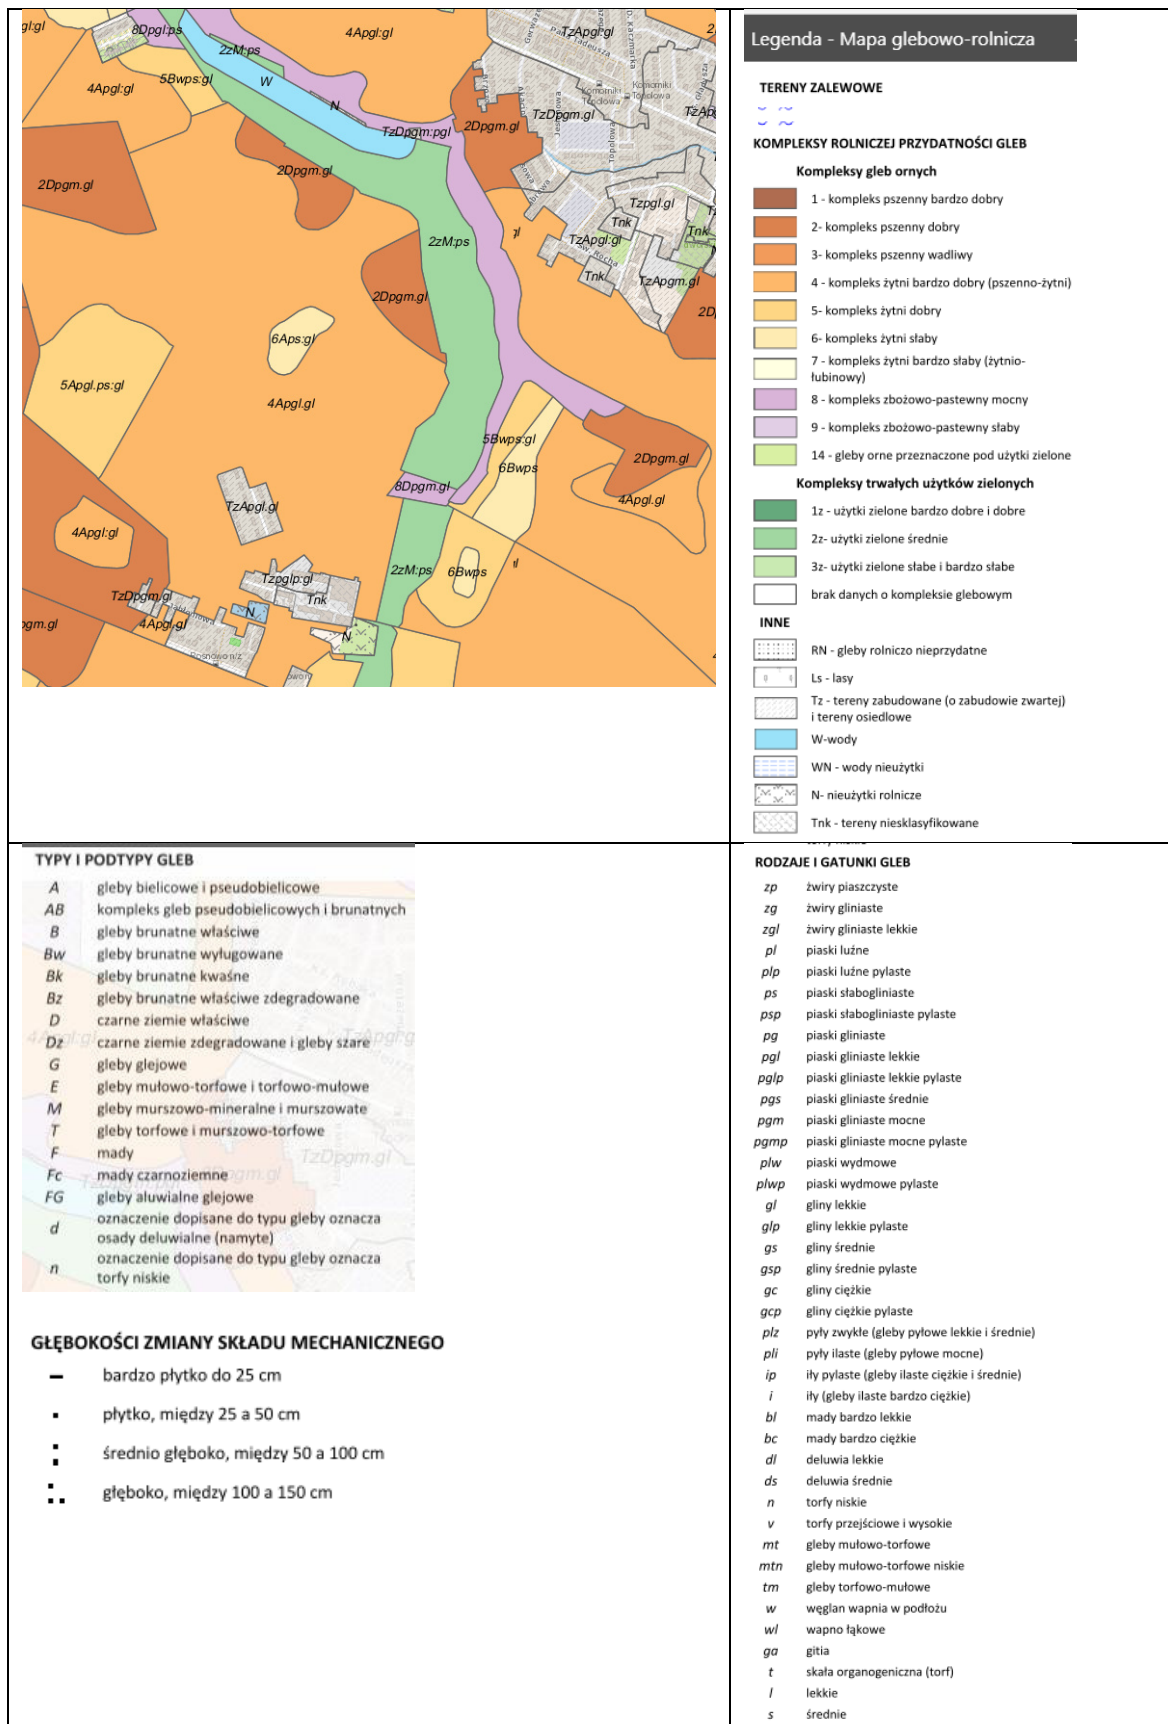 gl:gl
8Dpgl:ps
4Apgl:gl
TzApgl:gl
2zM:ps
W
5Bwps:gl
4Apgl:gl
N
TzDpgm:pgl
2Dpgm:gl
TzDpgm.gl
Pana Tadeusza
D. Kaczmarka
Komorniki
Topolowa
Komorniki
Topolowa
Jesionowa
Topolowa
2Dpgm.gl
2Dpgm.gl
Tzpgl.gl
Tnk
Tnk
TzApgl:gl
św. Rocha
Tnk
TzApgm.gl
2zM:ps
2Dpgm.gl
6Aps:gl
5Apgl.ps:gl
4Apgl.gl
5Bwps:gl
6Bwps
2Dpgm.gl
8Dpgm.gl
4Apgl.gl
TzApgl.gl
4Apgl:gl
2zM:ps
6Bwps
Tzpglp:gl
Tnk
TzDpgm.gl
N
4Apgl:gl
N
ogm.gl
Rosnowo n/ż
Legenda - Mapa glebowo-rolnicza
TERENY ZALEWOWE
KOMPLEKSY ROLNICZEJ PRZYDATNOŚCI GLEB
Kompleksy gleb ornych
1 - kompleks pszenny bardzo dobry
2- kompleks pszenny dobry
3- kompleks pszenny wadliwy
4 - kompleks żytni bardzo dobry (pszenno-żytni)
5- kompleks żytni dobry
6- kompleks żytni słaby
7 - kompleks żytni bardzo słaby (żytnio-
łubinowy)
8 - kompleks zbożowo-pastewny mocny
9 - kompleks zbożowo-pastewny słaby
14 - gleby orne przeznaczone pod użytki zielone
Kompleksy trwałych użytków zielonych
1z - użytki zielone bardzo dobre i dobre
2z- użytki zielone średnie
3z- użytki zielone słabe i bardzo słabe
brak danych o kompleksie glebowym
INNE
RN - gleby rolniczo nieprzydatne
Ls - lasy
Tz - tereny zabudowane (o zabudowie zwartej)
i tereny osiedlowe
W-wody
WN - wody nieużytki
N- nieużytki rolnicze
Tnk - tereny niesklasyfikowane
TYPY I PODTYPY GLEB
A gleby bielicowe i pseudobielicowe
AB kompleks gleb pseudobielicowych i brunatnych
B gleby brunatne właściwe
Bw gleby brunatne wyługowane
Bk gleby brunatne kwaśne
Bz gleby brunatne właściwe zdegradowane
D czarne ziemie właściwe
Dz czarne ziemie zdegradowane i gleby szare
G gleby glejowe
E gleby mułowo-torfowe i torfowo-mułowe
M gleby murszowo-mineralne i murszowate
T gleby torfowe i murszowo-torfowe
F mady
Fc mady czarnoziemne
FG gleby aluwialne glejowe
d oznaczenie dopisane do typu gleby oznacza
osady deluwialne (namyte)
n oznaczenie dopisane do typu gleby oznacza
torfy niskie
GŁĘBOKOŚCI ZMIANY SKŁADU MECHANICZNEGO
– bardzo płytko do 25 cm
. płytko, między 25 a 50 cm
: średnio głęboko, między 50 a 100 cm
:. głęboko, między 100 a 150 cm
RODZAJE I GATUNKI GLEB
zp żwiry piaszczyste
zg żwiry gliniaste
zgl żwiry gliniaste lekkie
pl piaski luźne
plp piaski luźne pylaste
ps piaski słabogliniaste
psp piaski słabogliniaste pylaste
pg piaski gliniaste
pgl piaski gliniaste lekkie
pglp piaski gliniaste lekkie pylaste
pgs piaski gliniaste średnie
pgm piaski gliniaste mocne
pgmp piaski gliniaste mocne pylaste
plw piaski wydmowe
plwp piaski wydmowe pylaste
gl gliny lekkie
glp gliny lekkie pylaste
gs gliny średnie
gsp gliny średnie pylaste
gc gliny ciężkie
gcp gliny ciężkie pylaste
plz pyły zwykłe (gleby pyłowe lekkie i średnie)
pli pyły ilaste (gleby pyłowe mocne)
ip iły pylaste (gleby ilaste ciężkie i średnie)
i iły (gleby ilaste bardzo ciężkie)
bl mady bardzo lekkie
bc mady bardzo ciężkie
dl deluwia lekkie
ds deluwia średnie
n torfy niskie
v torfy przejściowe i wysokie
mt gleby mułowo-torfowe
mtn gleby mułowo-torfowe niskie
tm gleby torfowo-mułowe
w węglan wapnia w podłożu
wl wapno łąkowe
ga gitia
t skała organogeniczna (torf)
l lekkie
s średnie